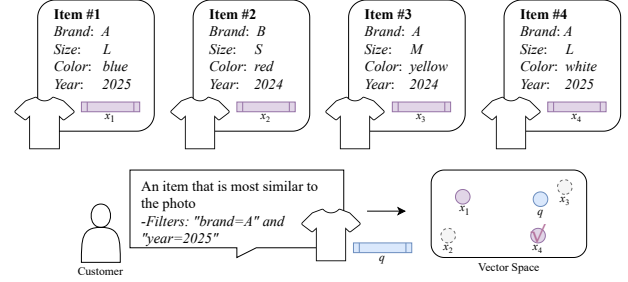 Item #1
Brand: A
Size: L
Color: blue
Year: 2025
x1
Item #2
Brand: B
Size: S
Color: red
Year: 2024
x2
Item #3
Brand: A
Size: M
Color: yellow
Year: 2024
x3
Item #4
Brand: A
Size: L
Color: white
Year: 2025
x4
An item that is most similar to
the photo
-Filters: "brand=A" and
"year=2025"
Customer
q
x1
q
x3
x2
x4
Vector Space